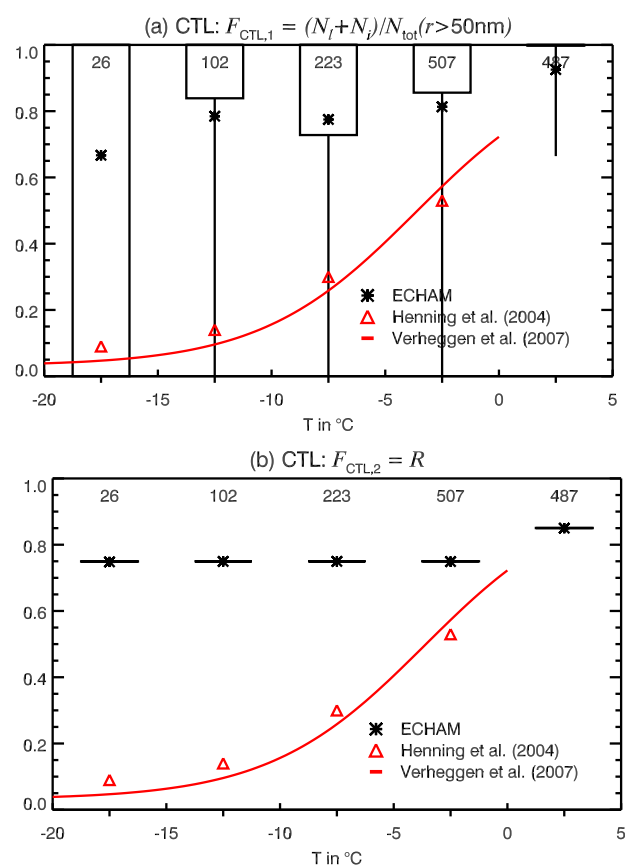 (a) CTL: F_CTL,1 = (N_l+N_i)/N_tot(r>50nm)
1.0
26 102 223 507 487
0.8
0.6
0.4
ECHAM
0.2
Henning et al. (2004)
Verheggen et al. (2007)
0.0
-20 -15 -10 -5 0 5
T in °C
(b) CTL: F_CTL,2 = R
1.0
26 102 223 507 487
0.8
0.6
0.4
ECHAM
0.2
Henning et al. (2004)
Verheggen et al. (2007)
0.0
-20 -15 -10 -5 0 5
T in °C